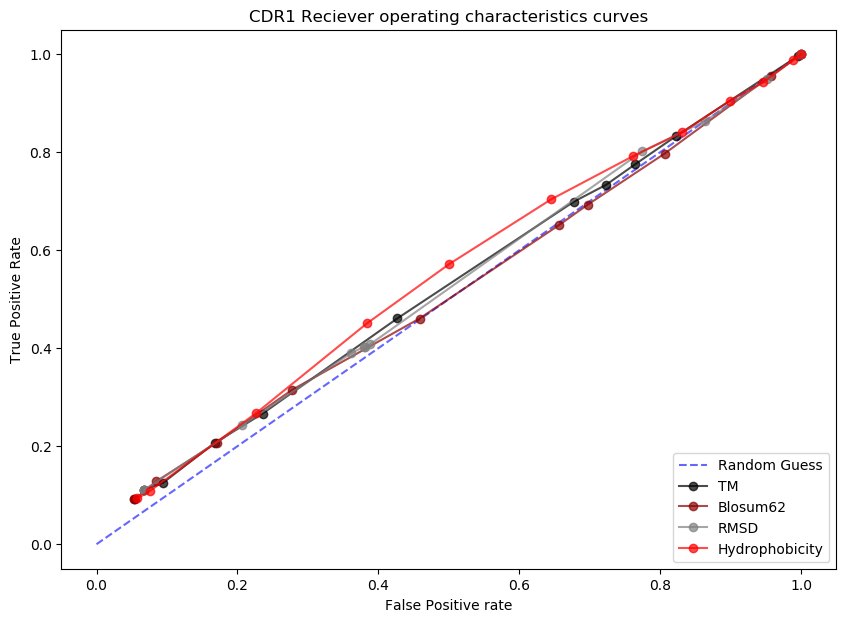 CDR1 Reciever operating characteristics curves
True Positive Rate
1.0
0.8
0.6
0.4
0.2
0.0
0.0 0.2 0.4 0.6 0.8 1.0
False Positive rate
Random Guess
TM
Blosum62
RMSD
Hydrophobicity